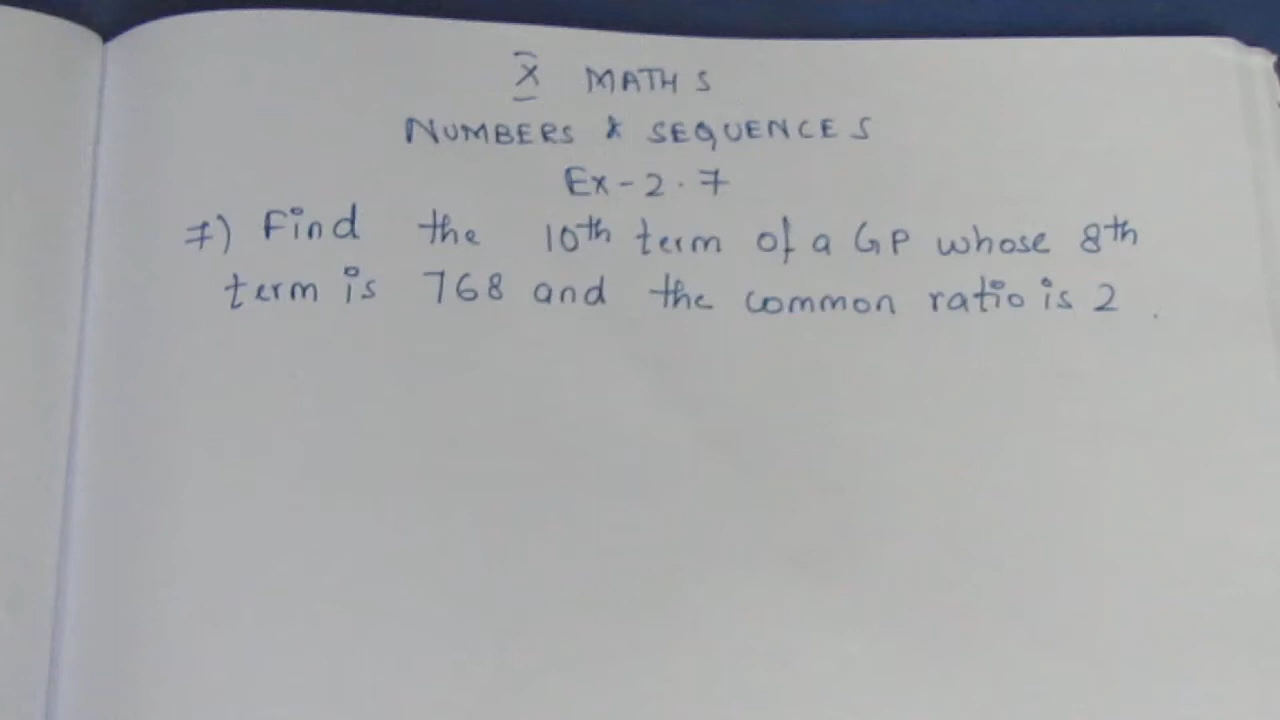 X MATHS
NUMBERS & SEQUENCES
Ex-2.7
7) Find the 10th term of a GP whose 8th
term is 768 and the common ratio is 2.